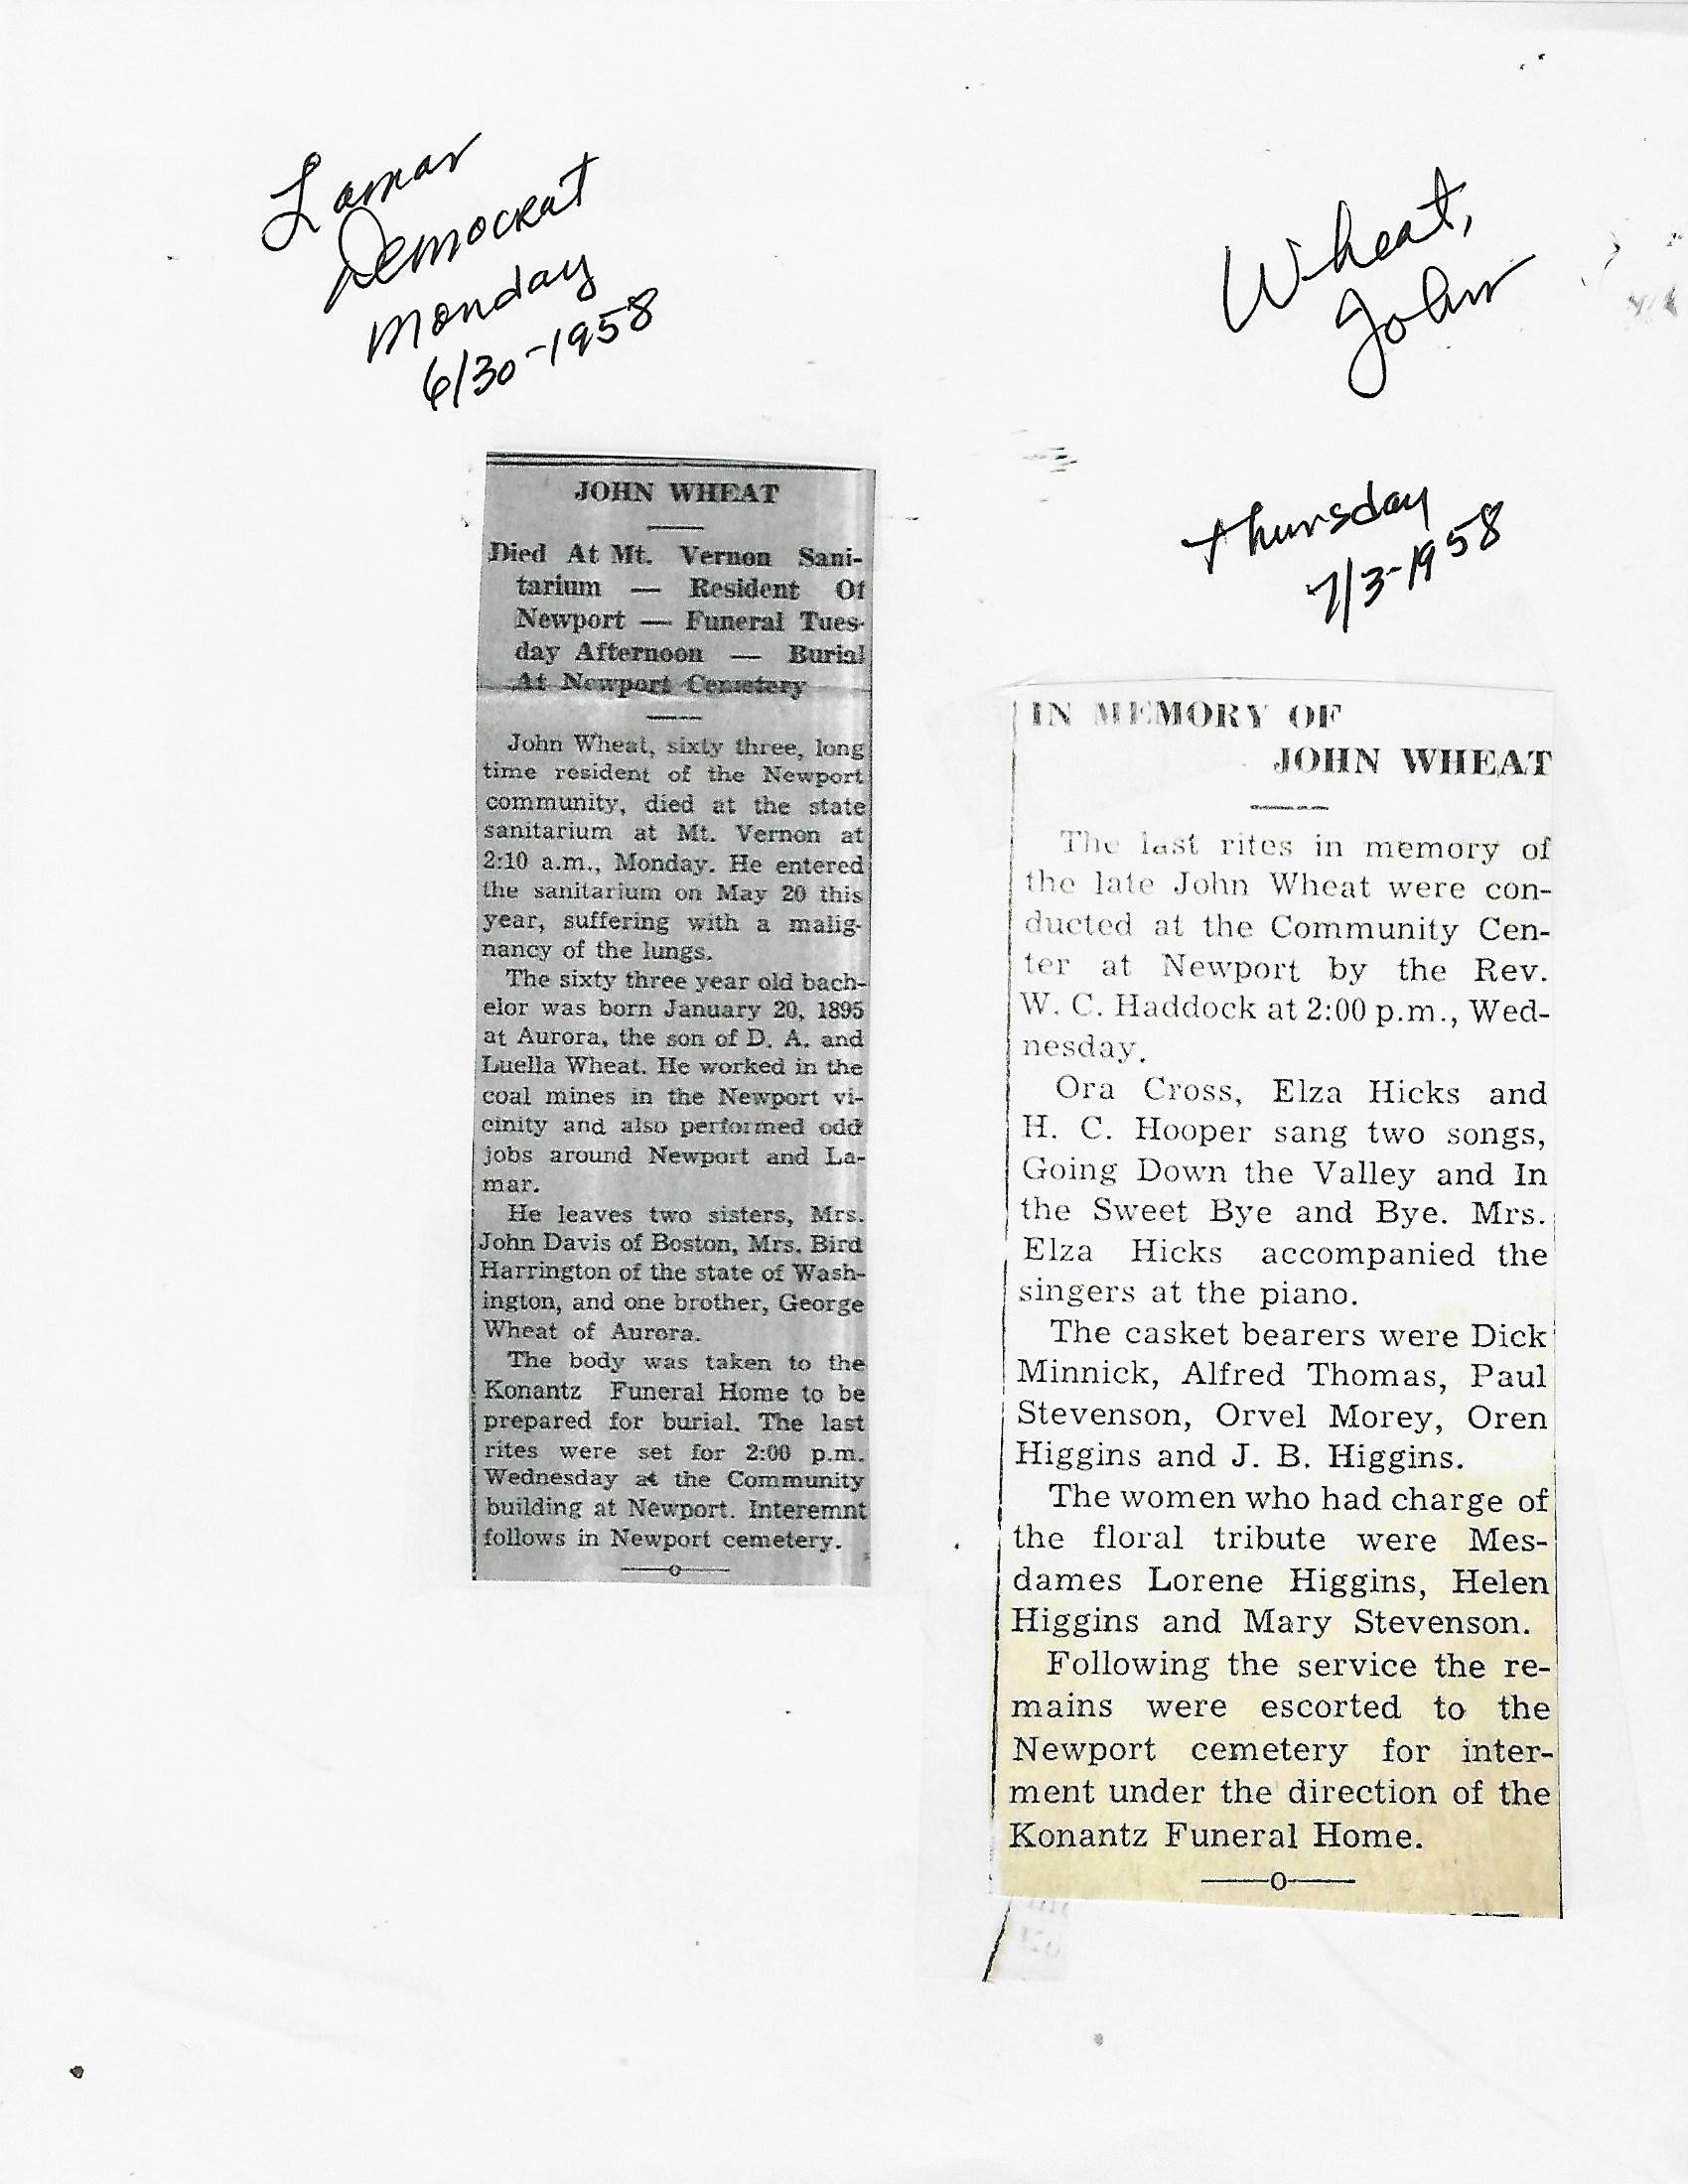 Lamar
Democrat
Monday
6/30-1958
JOHN WHEAT
Died At Mt. Vernon Sani-
tarium — Resident Of
Newport — Funeral Tues-
day Afternoon — Burial
At Newport Cemetery
John Wheat, sixty three, long
time resident of the Newport
community, died at the state
sanitarium at Mt. Vernon at
2:10 a.m., Monday. He entered
the sanitarium on May 20 this
year, suffering with a malig-
nancy of the lungs.
The sixty three year old bach-
elor was born January 20, 1895
at Aurora, the son of D. A. and
Luella Wheat. He worked in the
coal mines in the Newport vi-
cinity and also performed odd
jobs around Newport and La-
mar.
He leaves two sisters, Mrs.
John Davis of Boston, Mrs. Bird
Harrington of the state of Wash-
ington, and one brother, George
Wheat of Aurora.
The body was taken to the
Konantz Funeral Home to be
prepared for burial. The last
rites were set for 2:00 p.m.
Wednesday at the Community
building at Newport. Interemnt
follows in Newport cemetery.
Wheat,
John
Thursday
7/3-1958
IN MEMORY OF
JOHN WHEAT
The last rites in memory of
the late John Wheat were con-
ducted at the Community Cen-
ter at Newport by the Rev.
W. C. Haddock at 2:00 p.m., Wed-
nesday.
Ora Cross, Elza Hicks and
H. C. Hooper sang two songs,
Going Down the Valley and In
the Sweet Bye and Bye. Mrs.
Elza Hicks accompanied the
singers at the piano.
The casket bearers were Dick
Minnick, Alfred Thomas, Paul
Stevenson, Orvel Morey, Oren
Higgins and J. B. Higgins.
The women who had charge of
the floral tribute were Mes-
dames Lorene Higgins, Helen
Higgins and Mary Stevenson.
Following the service the re-
mains were escorted to the
Newport cemetery for inter-
ment under the direction of the
Konantz Funeral Home.